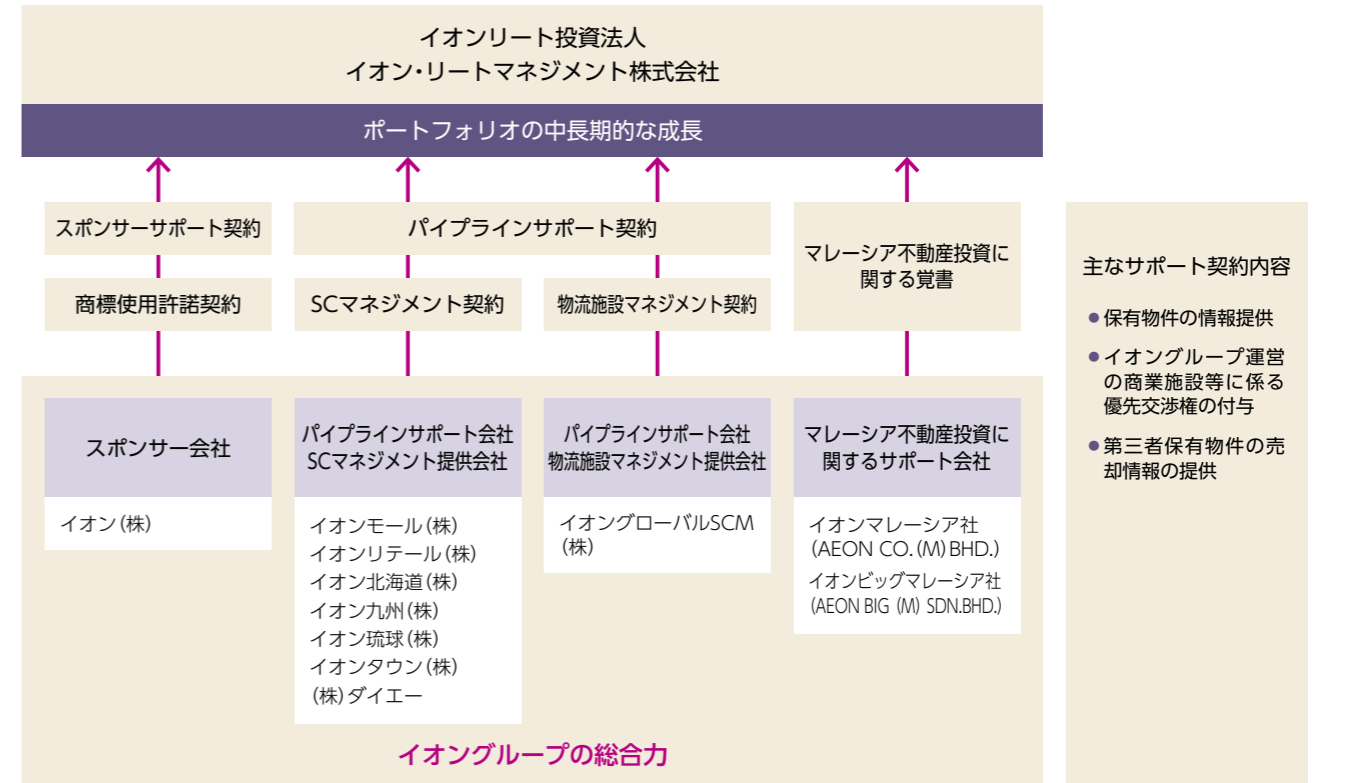 イオンリート投資法人
イオン・リートマネジメント株式会社
ポートフォリオの中長期的な成長
スポンサーサポート契約
パイプラインサポート契約
マレーシア不動産投資に
関する覚書
商標使用許諾契約
SCマネジメント契約
物流施設マネジメント契約
スポンサー会社
イオン(株)
パイプラインサポート会社
SCマネジメント提供会社
イオンモール(株)
イオンリテール(株)
イオン北海道(株)
イオン九州(株)
イオン琉球(株)
イオンタウン(株)
(株)ダイエー
パイプラインサポート会社
物流施設マネジメント提供会社
イオングローバルSCM
(株)
マレーシア不動産投資に
関するサポート会社
イオンマレーシア社
(AEON CO.(M)BHD.)
イオンビッグマレーシア社
(AEON BIG (M) SDN.BHD.)
イオングループの総合力
主なサポート契約内容
●保有物件の情報提供
●イオングループ運営
の商業施設等に係る
優先交渉権の付与
●第三者保有物件の売
却情報の提供